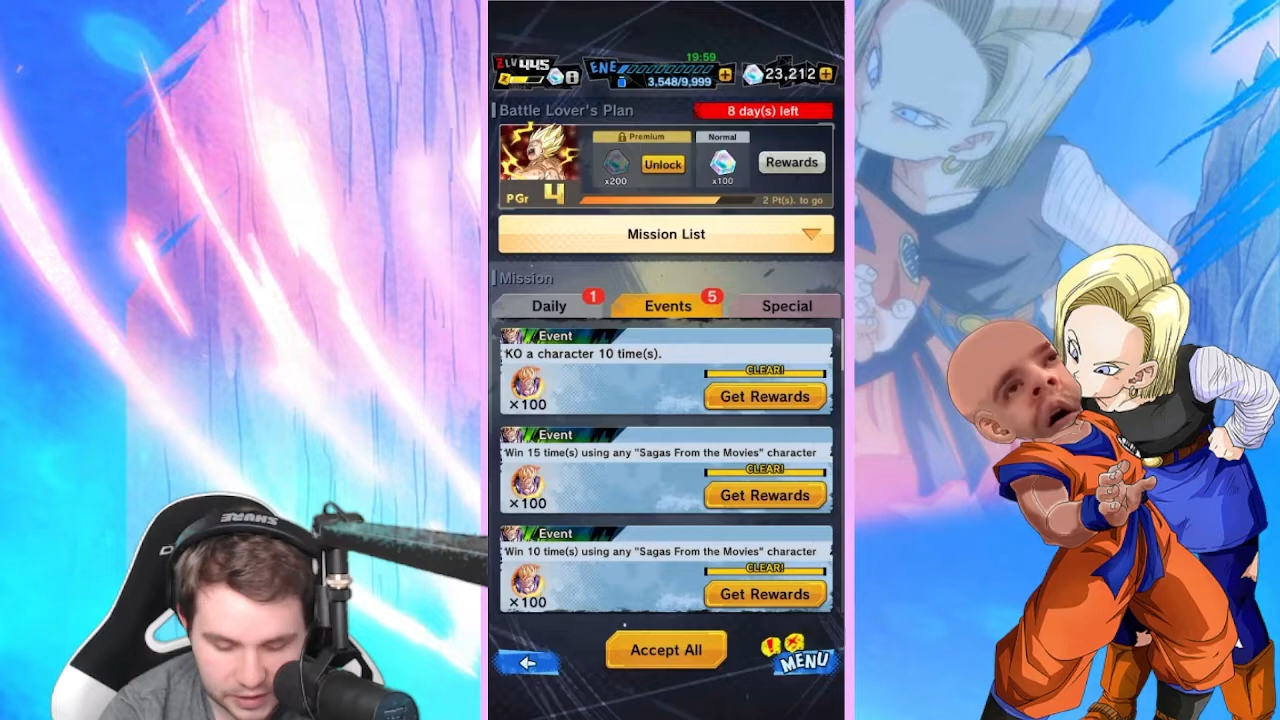 ZLV445
19:59
ENE
3,548/9,999
23,212
Battle Lover's Plan
8 day(s) left
Premium
Normal
Unlock
Rewards
x200
x100
PGr 4
2 Pt(s). to go
Mission List
Mission
Daily
1
Events
5
Special
Event
KO a character 10 time(s).
CLEAR!
×100
Get Rewards
Event
Win 15 time(s) using any "Sagas From the Movies" character
CLEAR!
×100
Get Rewards
Event
Win 10 time(s) using any "Sagas From the Movies" character
CLEAR!
×100
Get Rewards
Accept All
MENU
SHURE